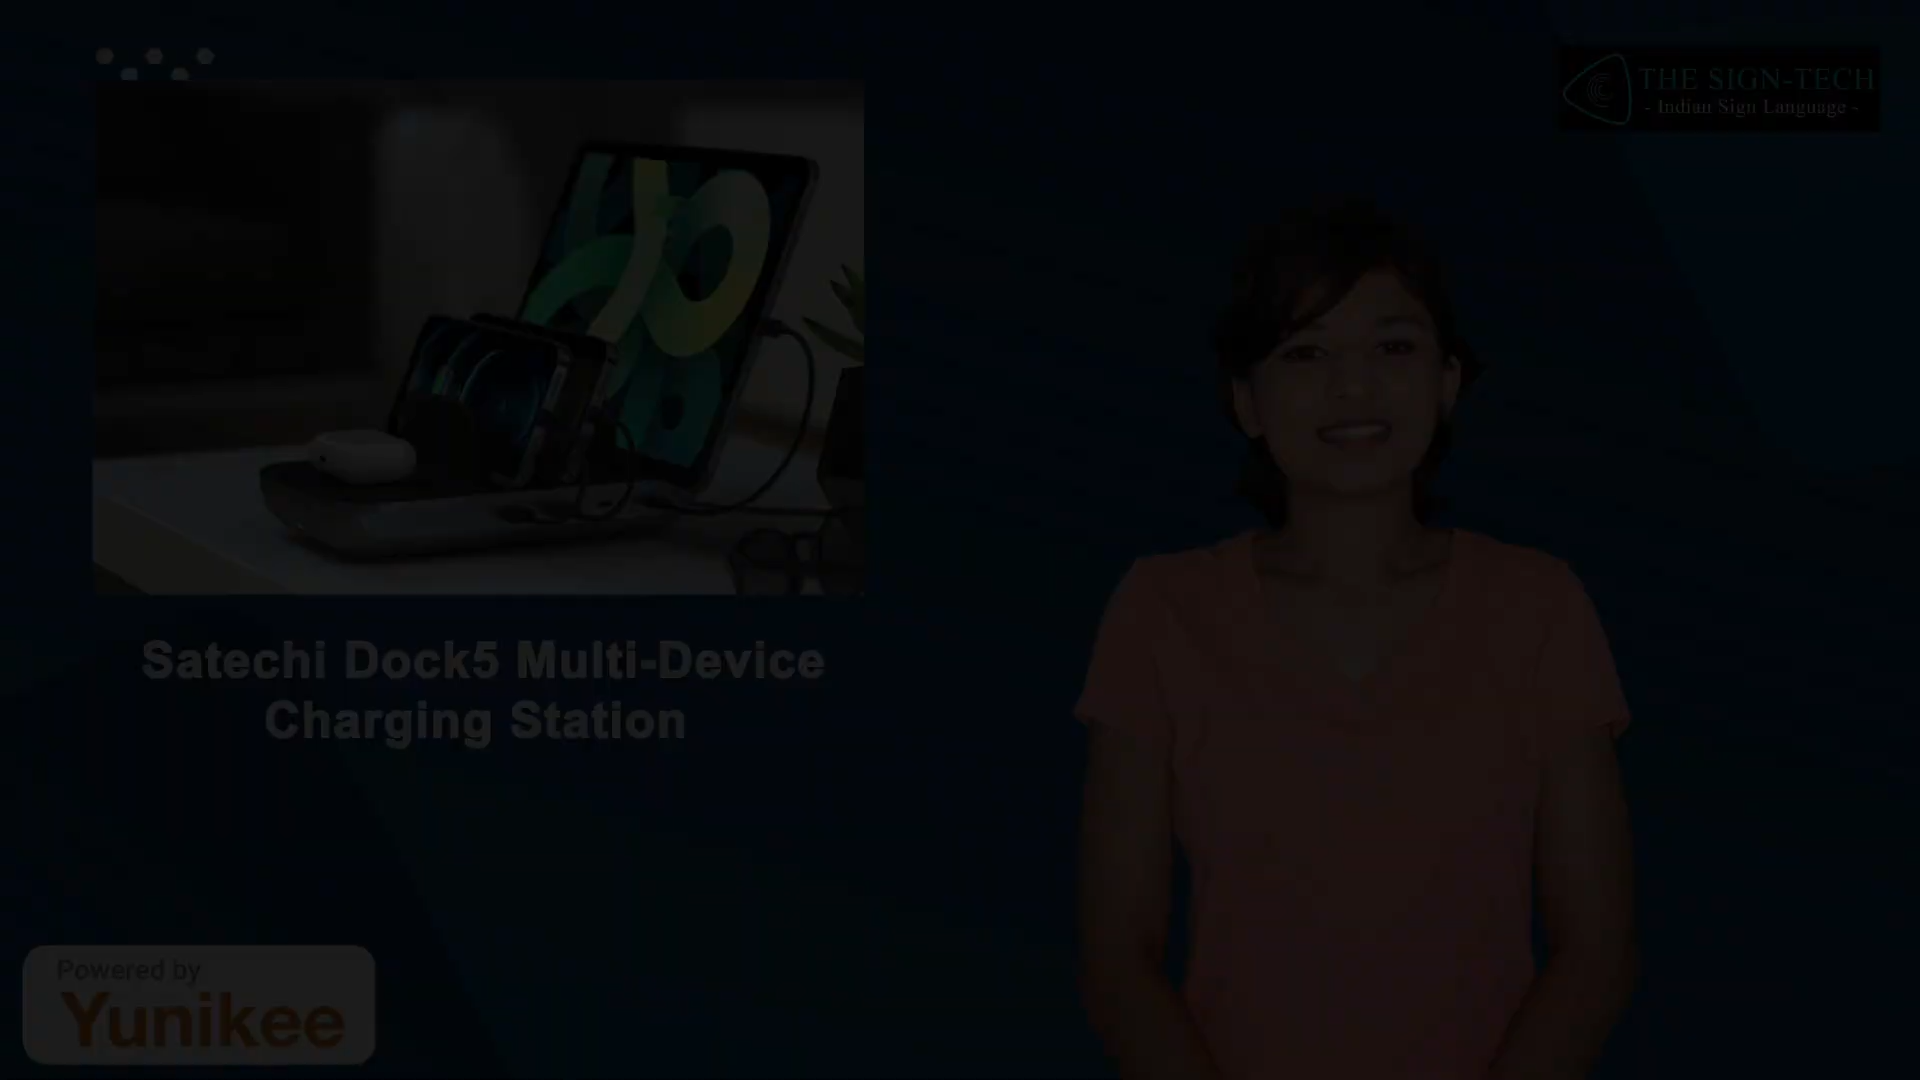 THE SIGN-TECH
- Indian Sign Language -
Satechi Dock5 Multi-Device
Charging Station
Powered by
Yunikee